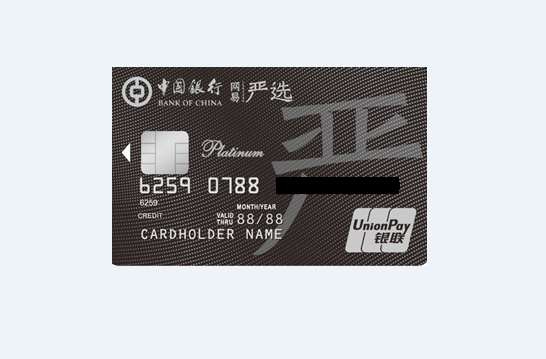 中国银行 网易 严选
BANK OF CHINA
严
Platinum
6259 0788
6259
MONTH/YEAR
CREDIT VALID THRU 88/88
CARDHOLDER NAME
UnionPay
银联